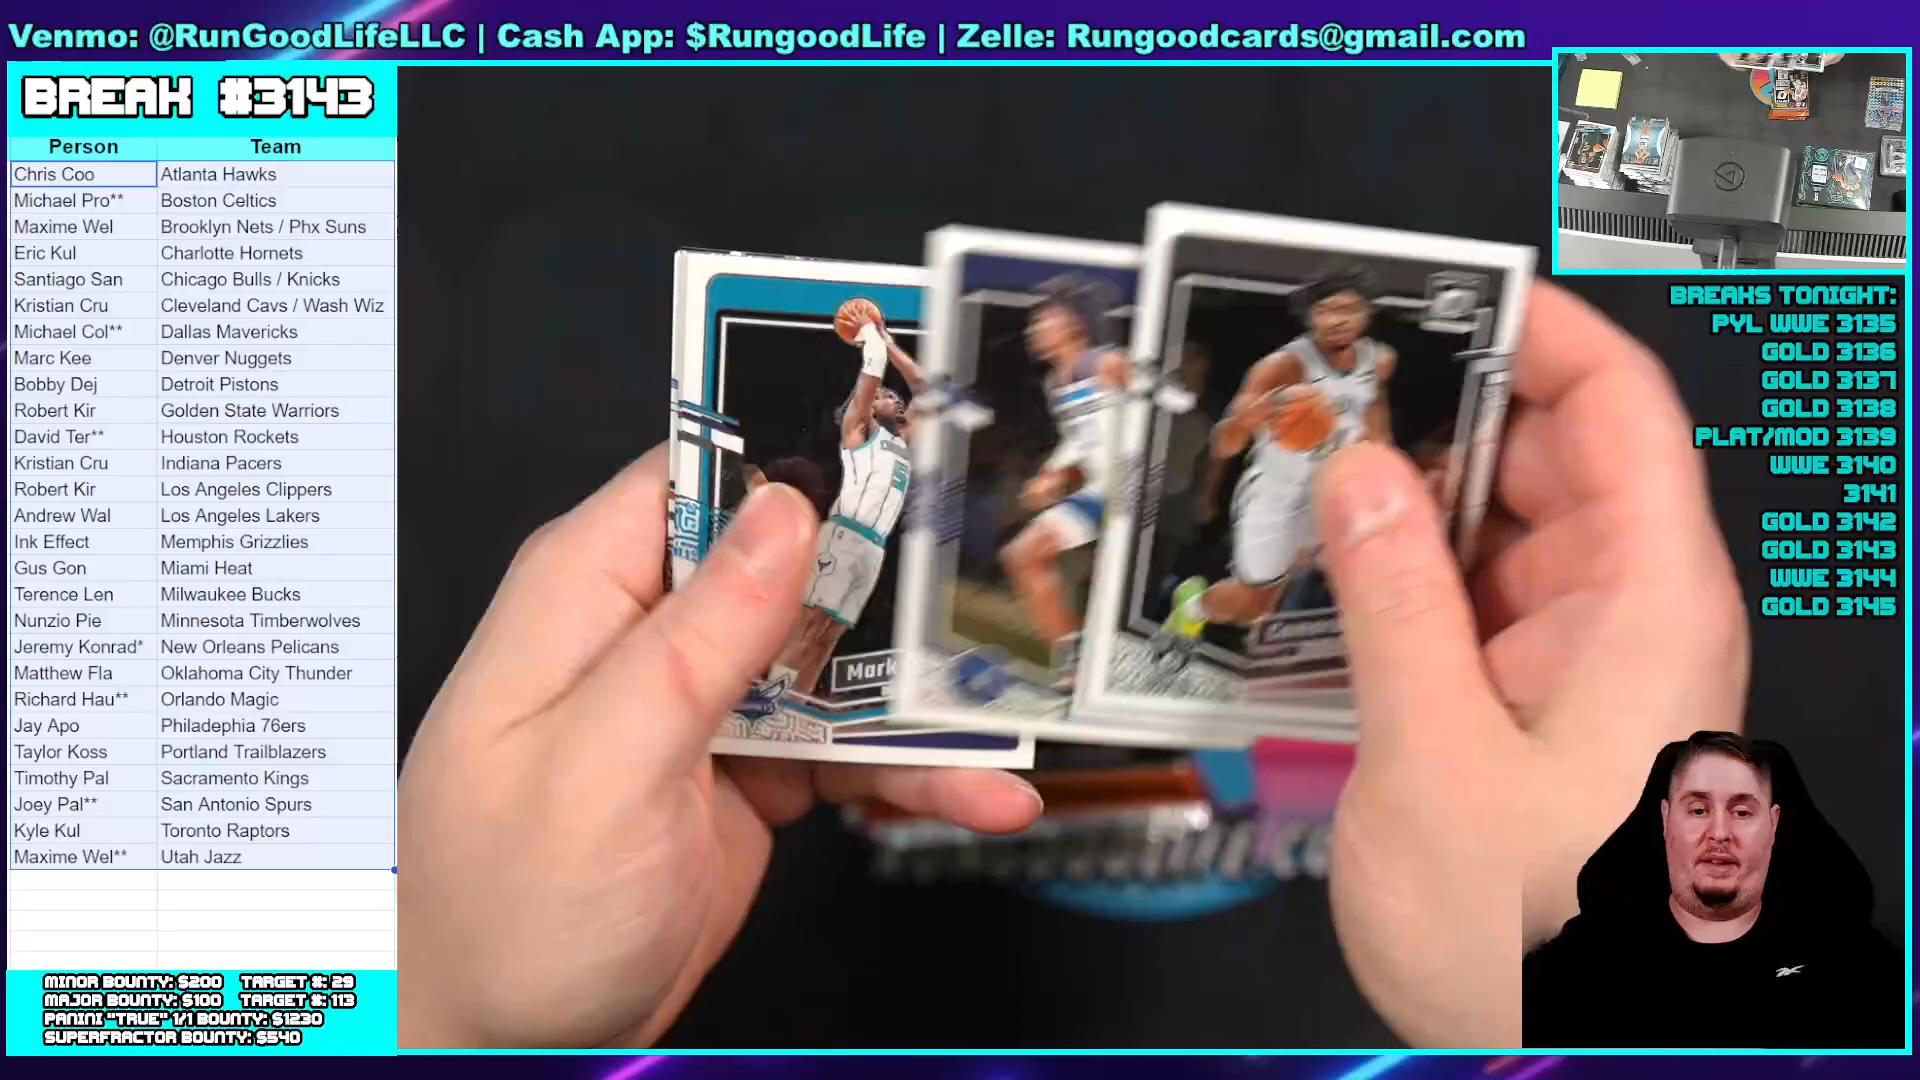 Venmo: @RunGoodLifeLLC | Cash App: $RungoodLife | Zelle: Rungoodcards@gmail.com
BREAK #3143
Person Team
Chris Coo Atlanta Hawks
Michael Pro** Boston Celtics
Maxime Wel Brooklyn Nets / Phx Suns
Eric Kul Charlotte Hornets
Santiago San Chicago Bulls / Knicks
Kristian Cru Cleveland Cavs / Wash Wiz
Michael Col** Dallas Mavericks
Marc Kee Denver Nuggets
Bobby Dej Detroit Pistons
Robert Kir Golden State Warriors
David Ter** Houston Rockets
Kristian Cru Indiana Pacers
Robert Kir Los Angeles Clippers
Andrew Wal Los Angeles Lakers
Ink Effect Memphis Grizzlies
Gus Gon Miami Heat
Terence Len Milwaukee Bucks
Nunzio Pie Minnesota Timberwolves
Jeremy Konrad* New Orleans Pelicans
Matthew Fla Oklahoma City Thunder
Richard Hau** Orlando Magic
Jay Apo Philadephia 76ers
Taylor Koss Portland Trailblazers
Timothy Pal Sacramento Kings
Joey Pal** San Antonio Spurs
Kyle Kul Toronto Raptors
Maxime Wel** Utah Jazz
MINOR BOUNTY: $200 TARGET #: 29
MAJOR BOUNTY: $100 TARGET #: 113
PANINI "TRUE" 1/1 BOUNTY: $1230
SUPERFRACTOR BOUNTY: $540
Mark
5
BREAKS TONIGHT:
PYL WWE 3135
GOLD 3136
GOLD 3137
GOLD 3138
PLAT/MOD 3139
WWE 3140
3141
GOLD 3142
GOLD 3143
WWE 3144
GOLD 3145